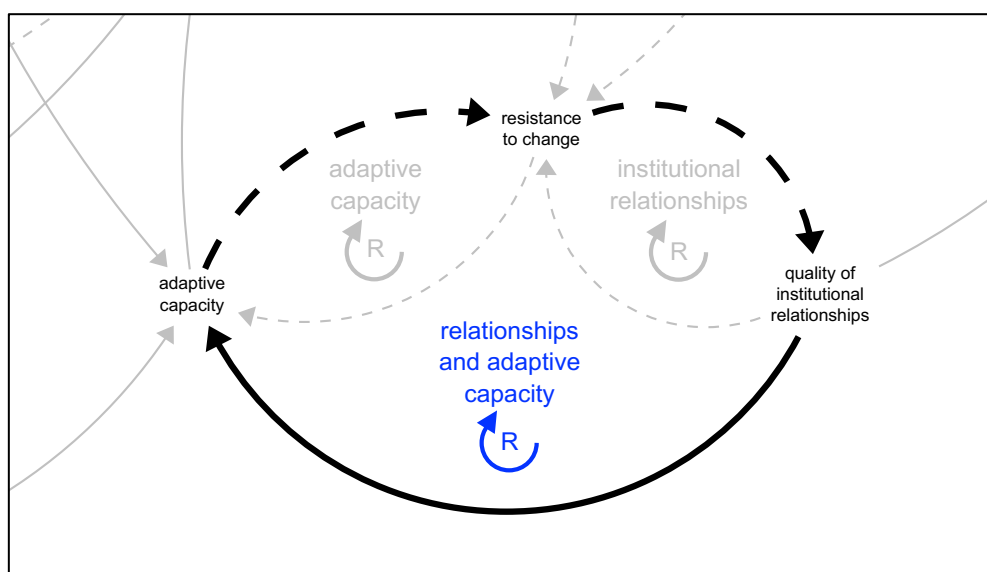 resistance
to change
adaptive
capacity
R
institutional
relationships
R
adaptive
capacity
quality of
institutional
relationships
relationships
and adaptive
capacity
R